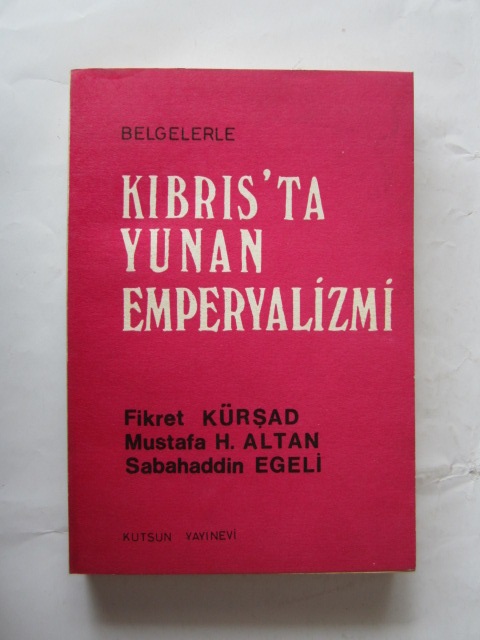 BELGELERLE
KIBRIS'TA
YUNAN
EMPERYALİZMİ
Fikret KÜRŞAD
Mustafa H. ALTAN
Sabahaddin EGELİ
KUTSUN YAYINEVİ